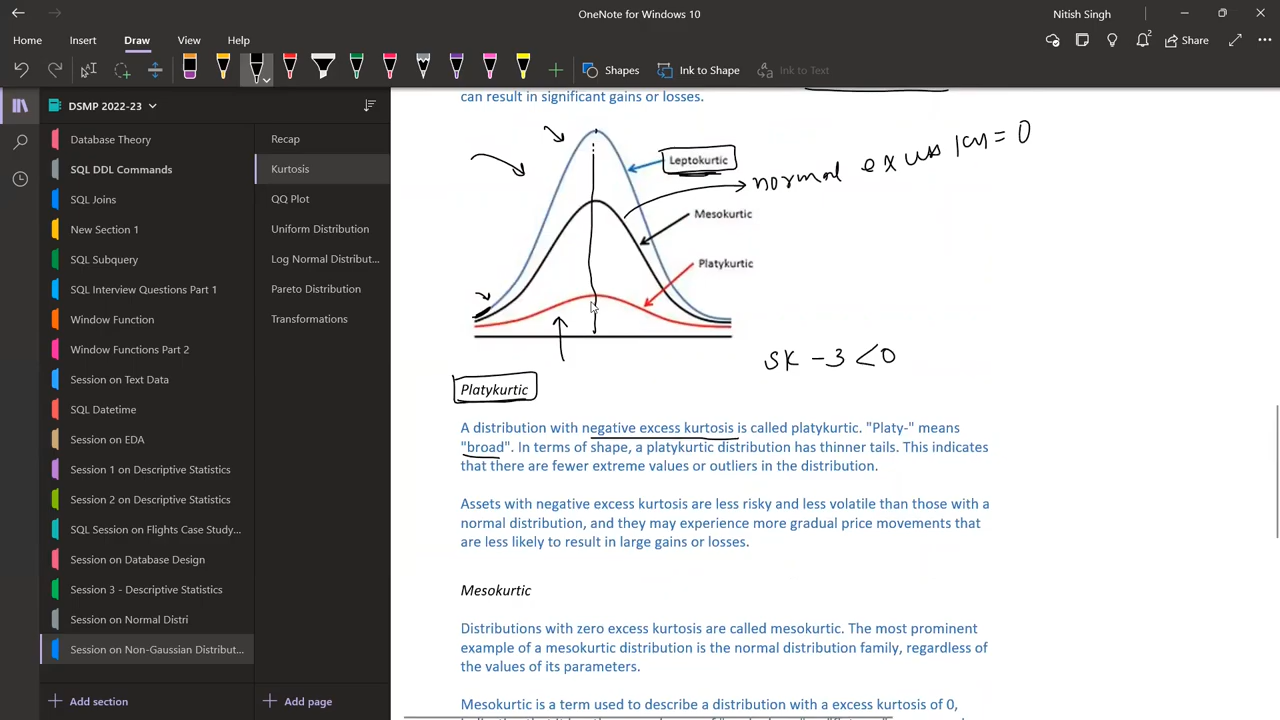 OneNote for Windows 10
Nitish Singh
Home
Insert
Draw
View
Help
Share
Shapes
Ink to Shape
Ink to Text
DSMP 2022-23
Database Theory
SQL DDL Commands
SQL Joins
New Section 1
SQL Subquery
SQL Interview Questions Part 1
Window Function
Window Functions Part 2
Session on Text Data
SQL Datetime
Session on EDA
Session 1 on Descriptive Statistics
Session 2 on Descriptive Statistics
SQL Session on Flights Case Study...
Session on Database Design
Session 3 - Descriptive Statistics
Session on Normal Distri
Session on Non-Gaussian Distribut...
Add section
Recap
Kurtosis
QQ Plot
Uniform Distribution
Log Normal Distribut...
Pareto Distribution
Transformations
Add page
can result in significant gains or losses.
Leptokurtic
normal excess = 0
Mesokurtic
Platykurtic
SK - 3 < 0
Platykurtic
A distribution with negative excess kurtosis is called platykurtic. "Platy-" means
"broad". In terms of shape, a platykurtic distribution has thinner tails. This indicates
that there are fewer extreme values or outliers in the distribution.
Assets with negative excess kurtosis are less risky and less volatile than those with a
normal distribution, and they may experience more gradual price movements that
are less likely to result in large gains or losses.
Mesokurtic
Distributions with zero excess kurtosis are called mesokurtic. The most prominent
example of a mesokurtic distribution is the normal distribution family, regardless of
the values of its parameters.
Mesokurtic is a term used to describe a distribution with a excess kurtosis of 0,